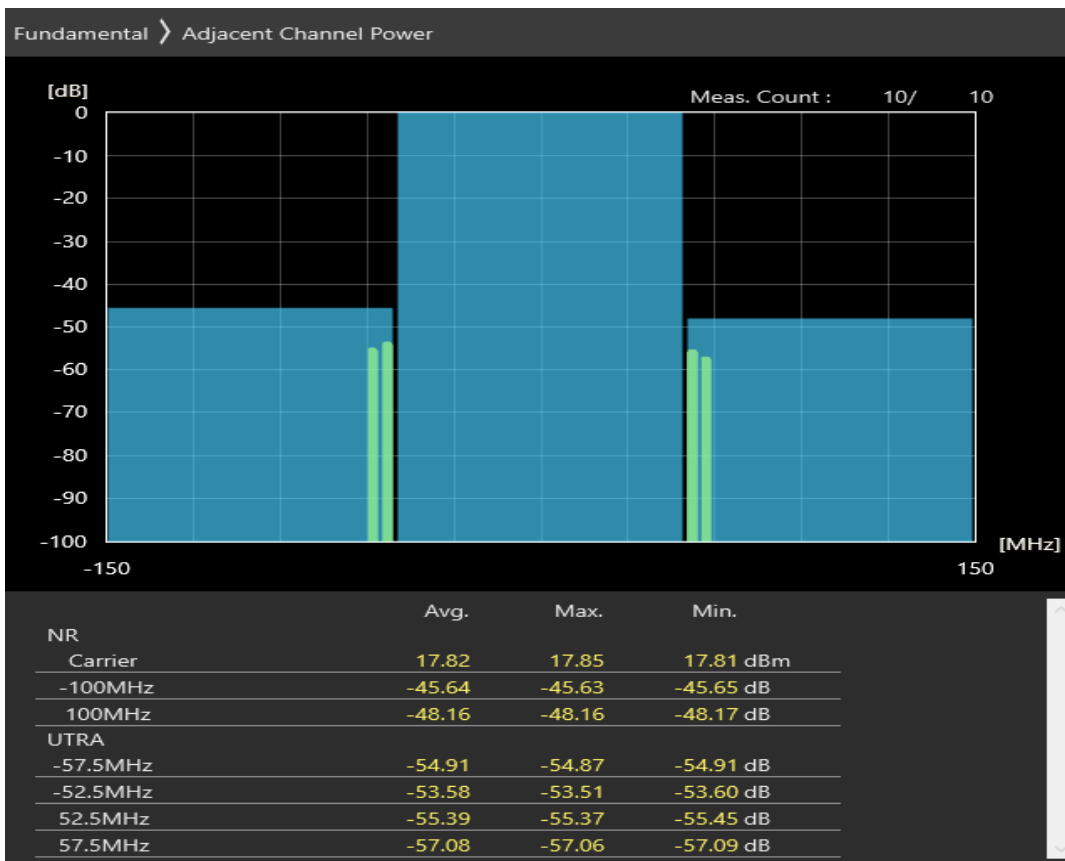 Fundamental 〉 Adjacent Channel Power
[dB]
Meas. Count : 10/ 10
0
-10
-20
-30
-40
-50
-60
-70
-80
-90
-100
[MHz]
-150 150
Avg. Max. Min.
NR
Carrier 17.82 17.85 17.81 dBm
-100MHz -45.64 -45.63 -45.65 dB
100MHz -48.16 -48.16 -48.17 dB
UTRA
-57.5MHz -54.91 -54.87 -54.91 dB
-52.5MHz -53.58 -53.51 -53.60 dB
52.5MHz -55.39 -55.37 -55.45 dB
57.5MHz -57.08 -57.06 -57.09 dB